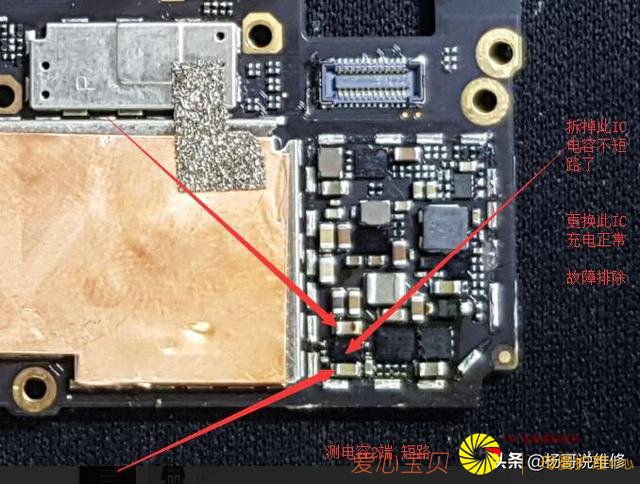 P
拆掉此IC
电容不短
路了
更换此IC
充电正常
故障排除
测电容2端 短路
爱心宝贝
头条 @杨哥说维修